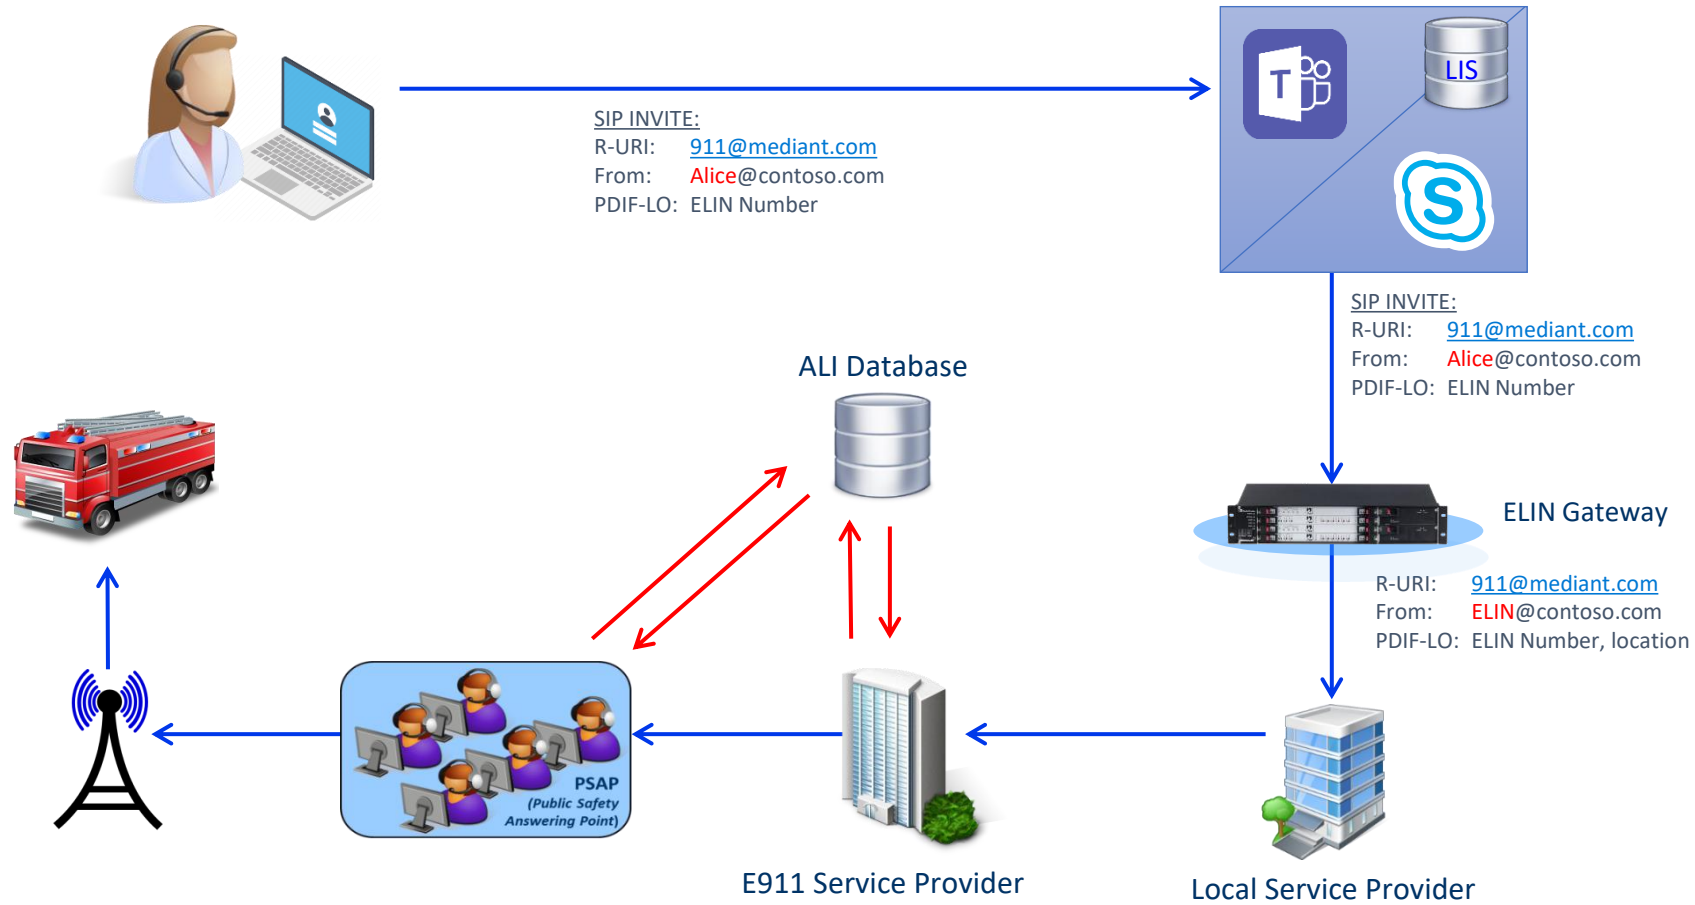 LIS
T
S
SIP INVITE:
R-URI: 911@mediant.com
From: Alice@contoso.com
PDIF-LO: ELIN Number
SIP INVITE:
R-URI: 911@mediant.com
From: Alice@contoso.com
PDIF-LO: ELIN Number
ALI Database
ELIN Gateway
R-URI: 911@mediant.com
From: ELIN@contoso.com
PDIF-LO: ELIN Number, location
PSAP
(Public Safety
Answering Point)
E911 Service Provider
Local Service Provider